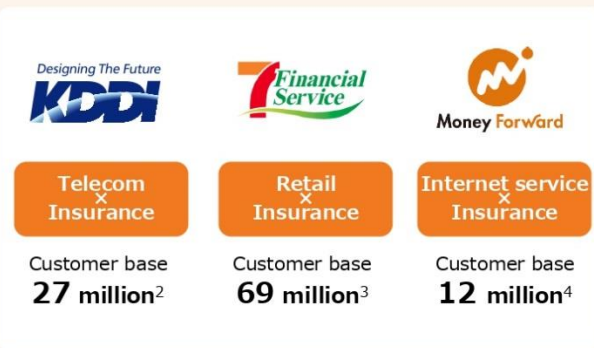 Designing The Future
KDDI
7 Financial
Service
Money Forward
Telecom
×
Insurance
Retail
×
Insurance
Internet service
×
Insurance
Customer base
27 million2
Customer base
69 million3
Customer base
12 million4